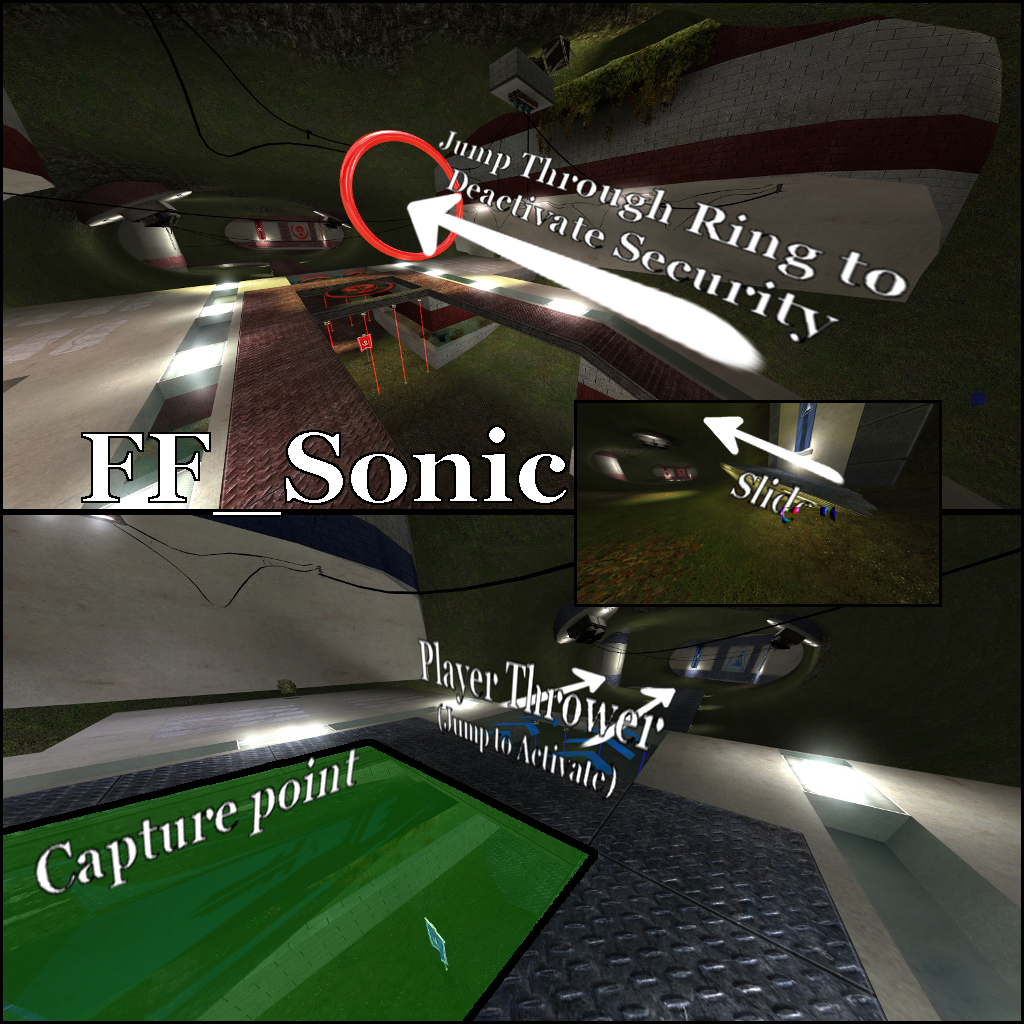 Jump Through Ring to
Deactivate Security
FF_Sonic
Slide
Player Thrower
(Jump to Activate)
Capture point